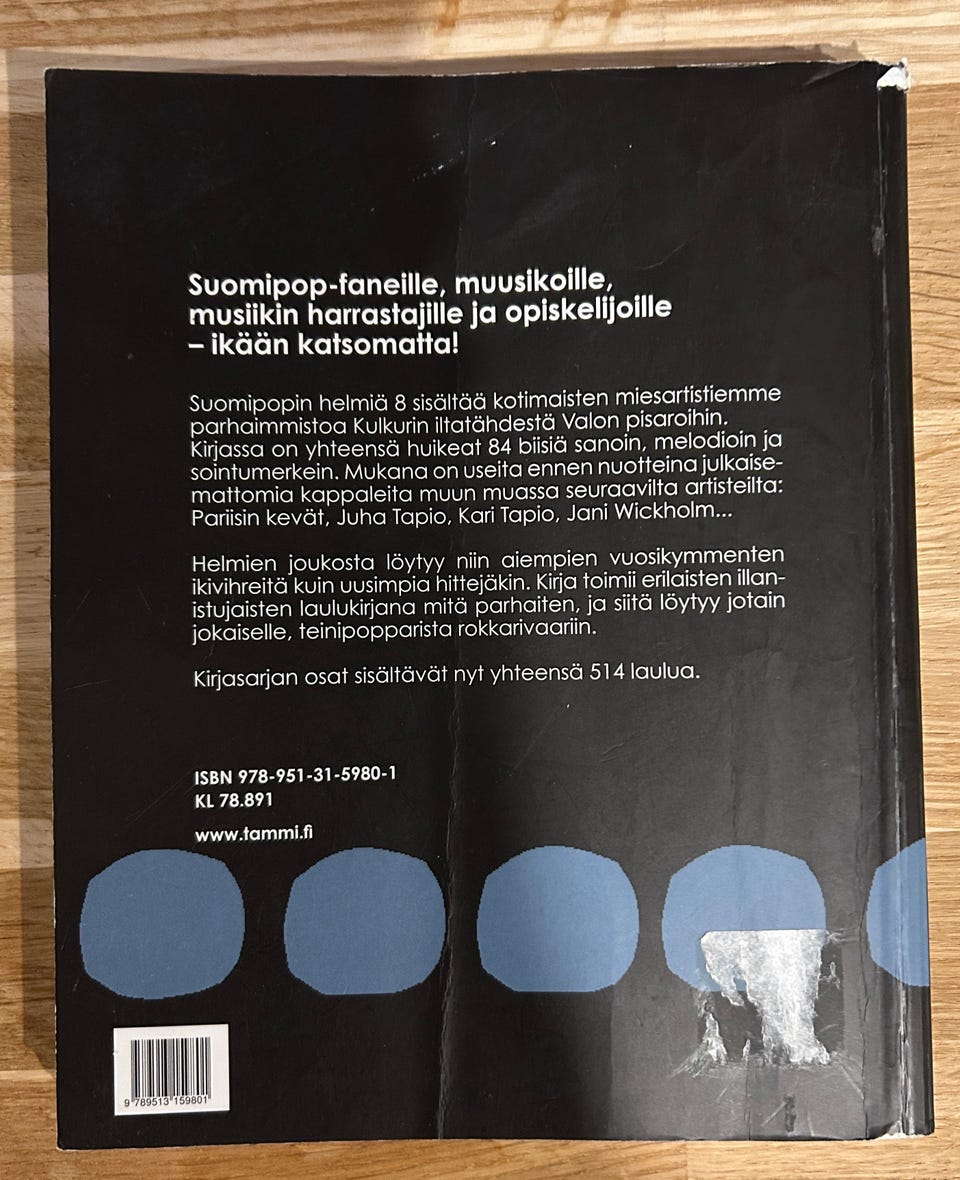 Suomipop-faneille, muusikoille,
musiikin harrastajille ja opiskelijoille
– ikään katsomatta!
Suomipopin helmiä 8 sisältää kotimaisten miesartistiemme
parhaimmistoa Kulkurin iltatähdestä Valon pisaroihin.
Kirjassa on yhteensä huikeat 84 biisiä sanoin, melodioin ja
sointumerkein. Mukana on useita ennen nuotteina julkaise-
mattomia kappaleita muun muassa seuraavilta artisteilta:
Pariisin kevät, Juha Tapio, Kari Tapio, Jani Wickholm...
Helmien joukosta löytyy niin aiempien vuosikymmenten
ikivihreitä kuin uusimpia hittejäkin. Kirja toimii erilaisten illan-
istujaisten laulukirjana mitä parhaiten, ja siitä löytyy jotain
jokaiselle, teinipopparista rokkarivaariin.
Kirjasarjan osat sisältävät nyt yhteensä 514 laulua.
ISBN 978-951-31-5980-1
KL 78.891
www.tammi.fi
9 789513 159801